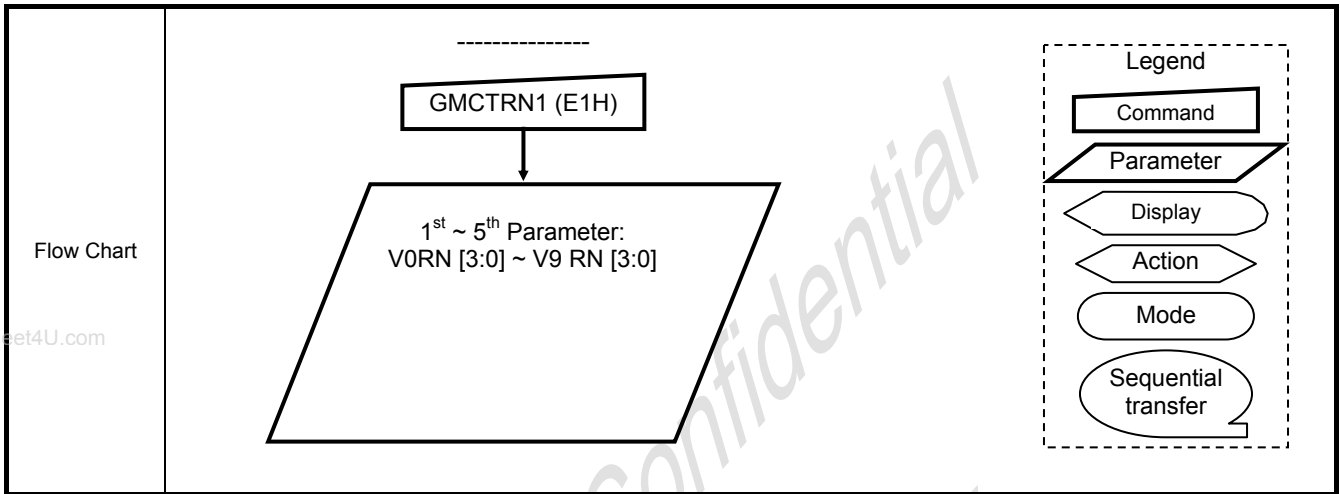 Flow Chart
---------------
GMCTRN1 (E1H)
1st ~ 5th Parameter:
V0RN [3:0] ~ V9 RN [3:0]
Legend
Command
Parameter
Display
Action
Mode
Sequential
transfer
eet4U.com
Confidential